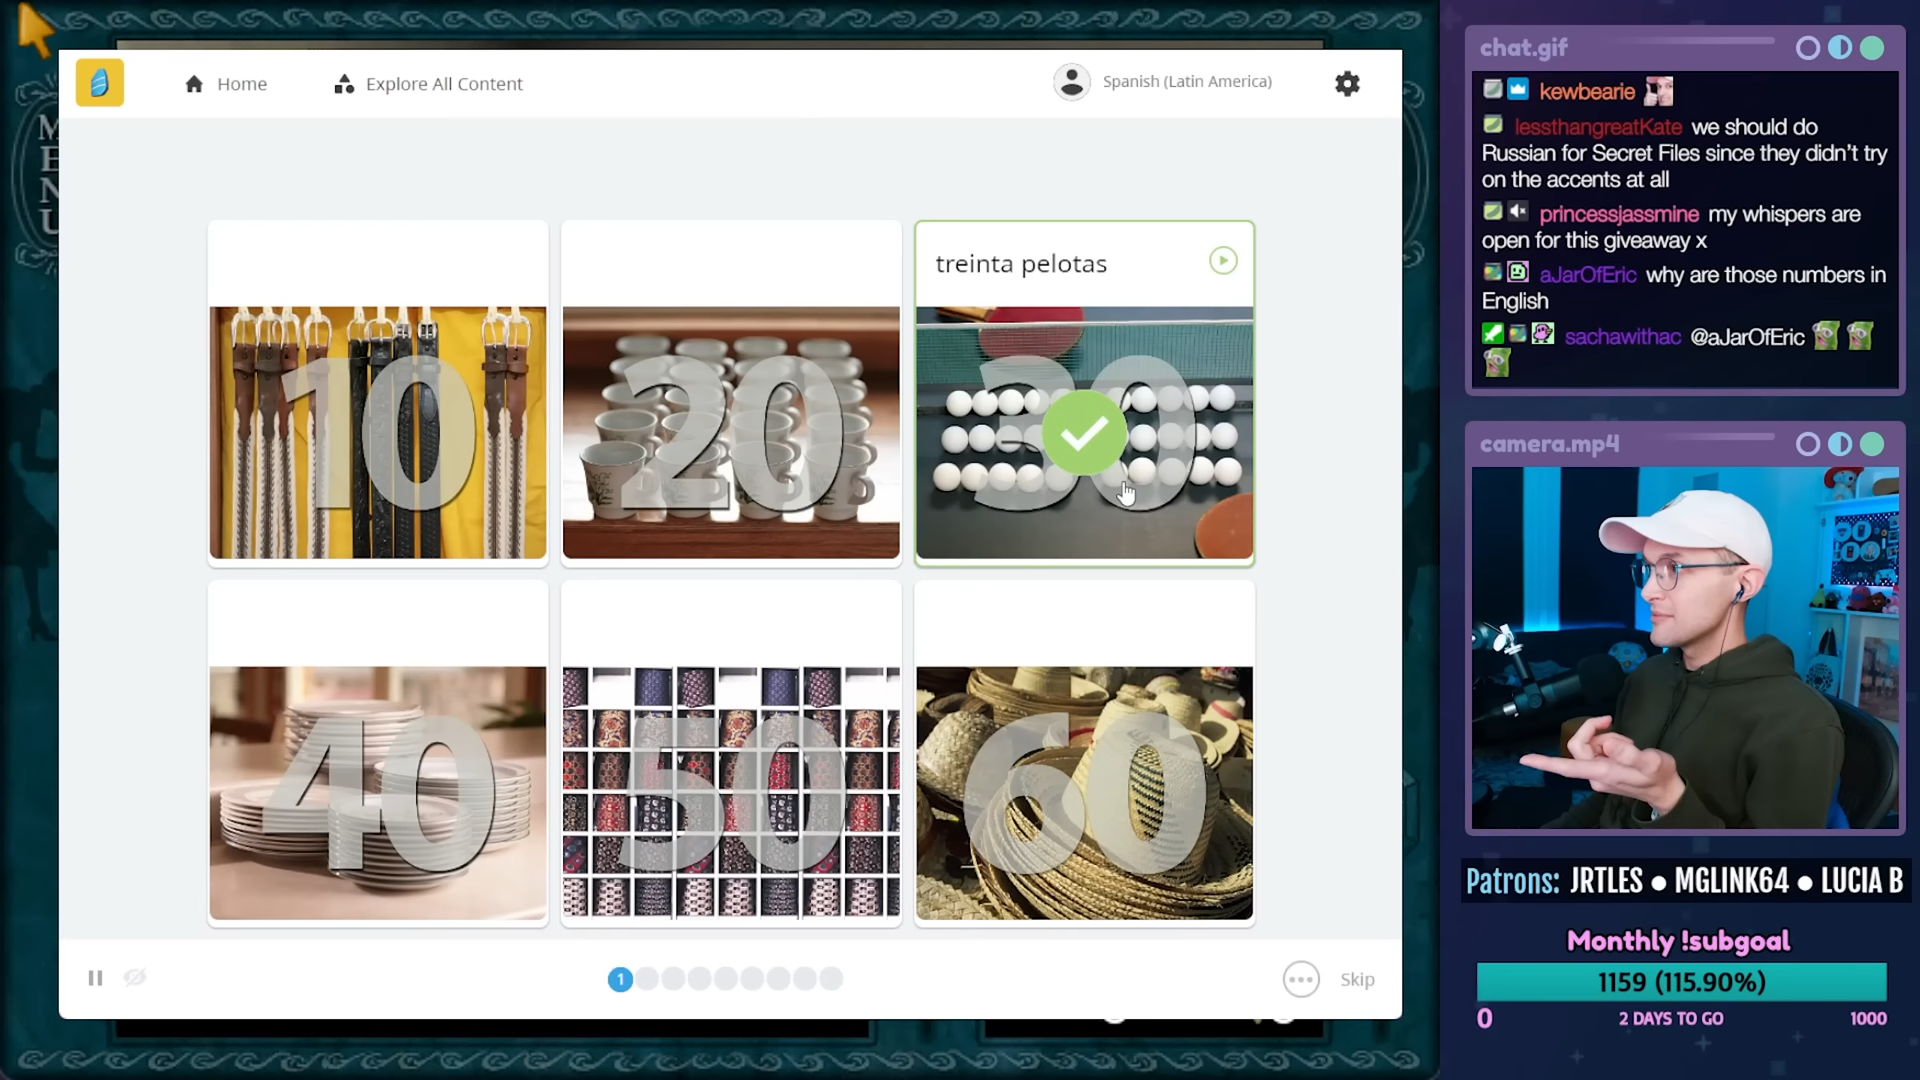 Home
Explore All Content
Spanish (Latin America)
treinta pelotas
10
20
30
40
50
60
1
Skip
chat.gif
kewbearie
lessthangreatKate we should do
Russian for Secret Files since they didn't try
on the accents at all
princessjassmine my whispers are
open for this giveaway x
aJarOfEric why are those numbers in
English
sachawithac @aJarOfEric
camera.mp4
Patrons: JRTLES ● MGLINK64 ● LUCIA B
Monthly !subgoal
1159 (115.90%)
0
2 DAYS TO GO
1000